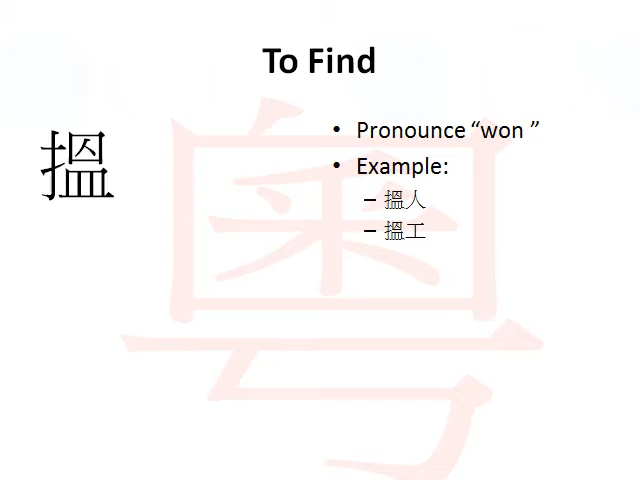 To Find
搵
• Pronounce “won ”
• Example:
– 搵人
– 搵工
粵